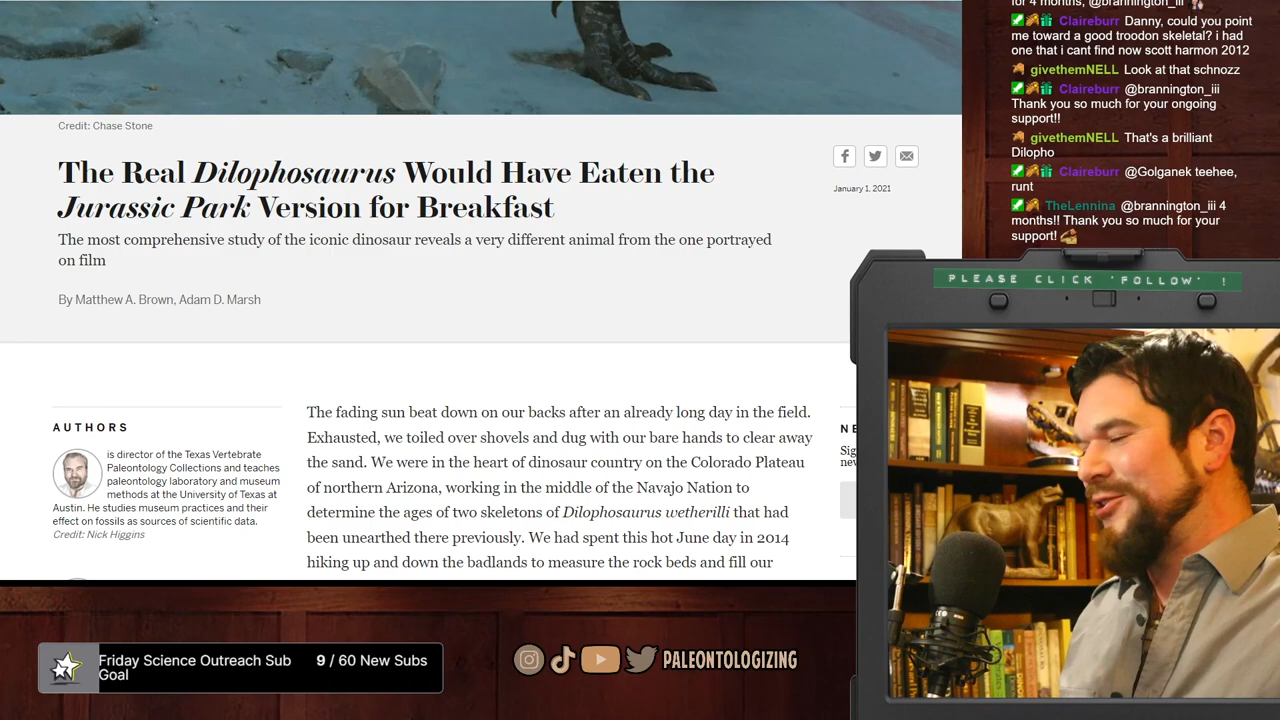 for 4 months, @brannington_iii
Claireburr Danny, could you point
me toward a good troodon skeletal? i had
one that i cant find now scott harmon 2012
givethemNELL Look at that schnozz
Claireburr @brannington_iii
Thank you so much for your ongoing
support!!
givethemNELL That's a brilliant
Dilopho
Claireburr @Golganek teehee,
runt
TheLennina @brannington_iii 4
months!! Thank you so much for your
support!
Credit: Chase Stone
The Real Dilophosaurus Would Have Eaten the
Jurassic Park Version for Breakfast
January 1, 2021
The most comprehensive study of the iconic dinosaur reveals a very different animal from the one portrayed
on film
By Matthew A. Brown, Adam D. Marsh
PLEASE CLICK 'FOLLOW' !
AUTHORS
is director of the Texas Vertebrate
Paleontology Collections and teaches
paleontology laboratory and museum
methods at the University of Texas at
Austin. He studies museum practices and their
effect on fossils as sources of scientific data.
Credit: Nick Higgins
The fading sun beat down on our backs after an already long day in the field.
Exhausted, we toiled over shovels and dug with our bare hands to clear away
the sand. We were in the heart of dinosaur country on the Colorado Plateau
of northern Arizona, working in the middle of the Navajo Nation to
determine the ages of two skeletons of Dilophosaurus wetherilli that had
been unearthed there previously. We had spent this hot June day in 2014
hiking up and down the badlands to measure the rock beds and fill our
NE
Sig
nev
Friday Science Outreach Sub
Goal
9 / 60 New Subs
PALEONTOLOGIZING